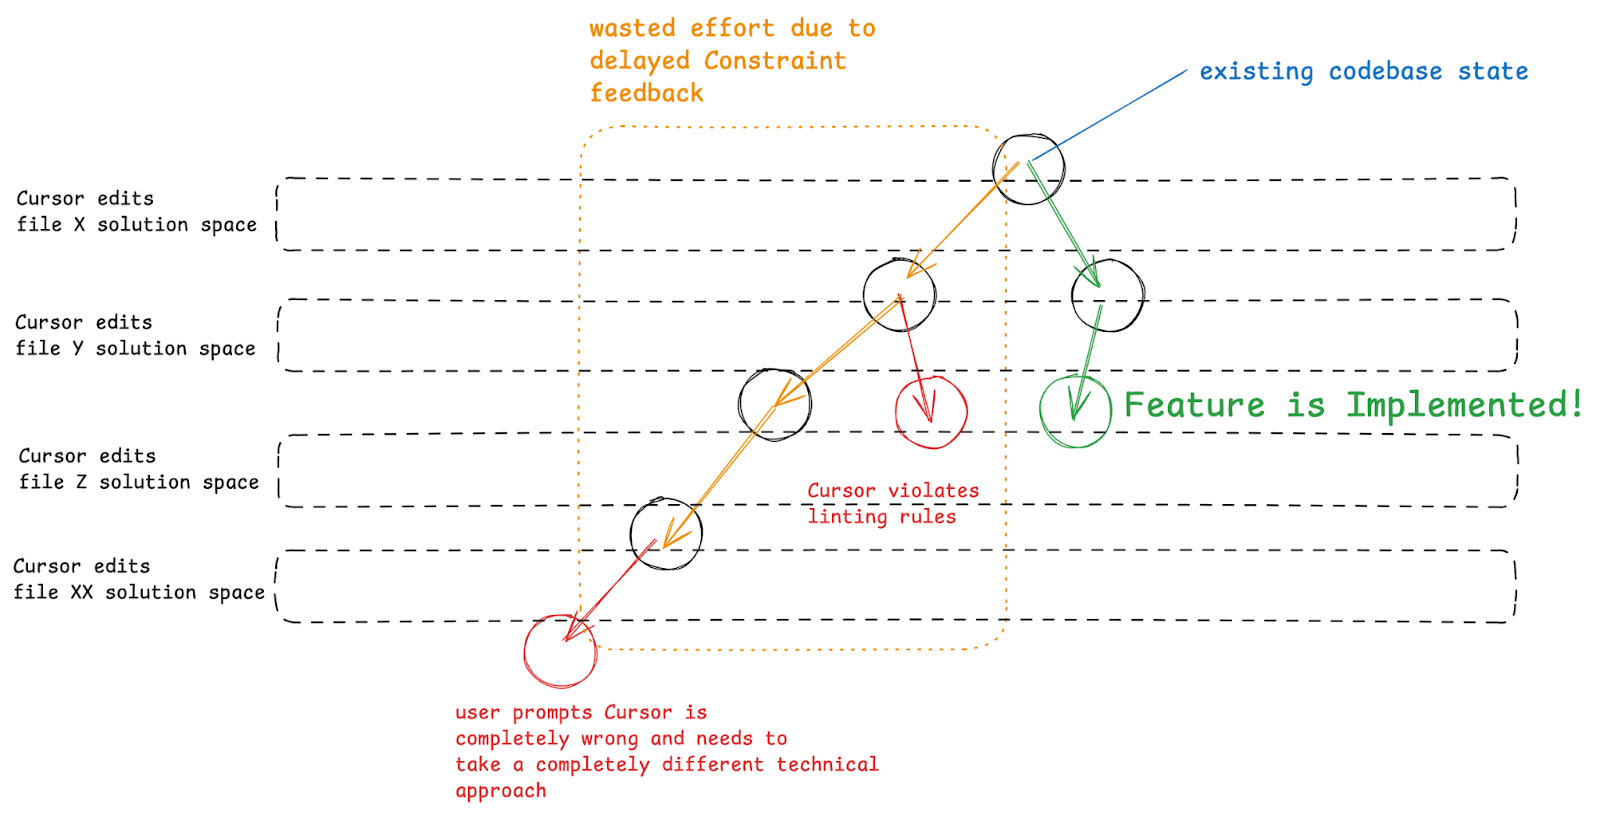 wasted effort due to
delayed Constraint
feedback
existing codebase state
Cursor edits
file X solution space
Cursor edits
file Y solution space
Feature is Implemented!
Cursor edits
file Z solution space
Cursor violates
linting rules
Cursor edits
file XX solution space
user prompts Cursor is
completely wrong and needs to
take a completely different technical
approach